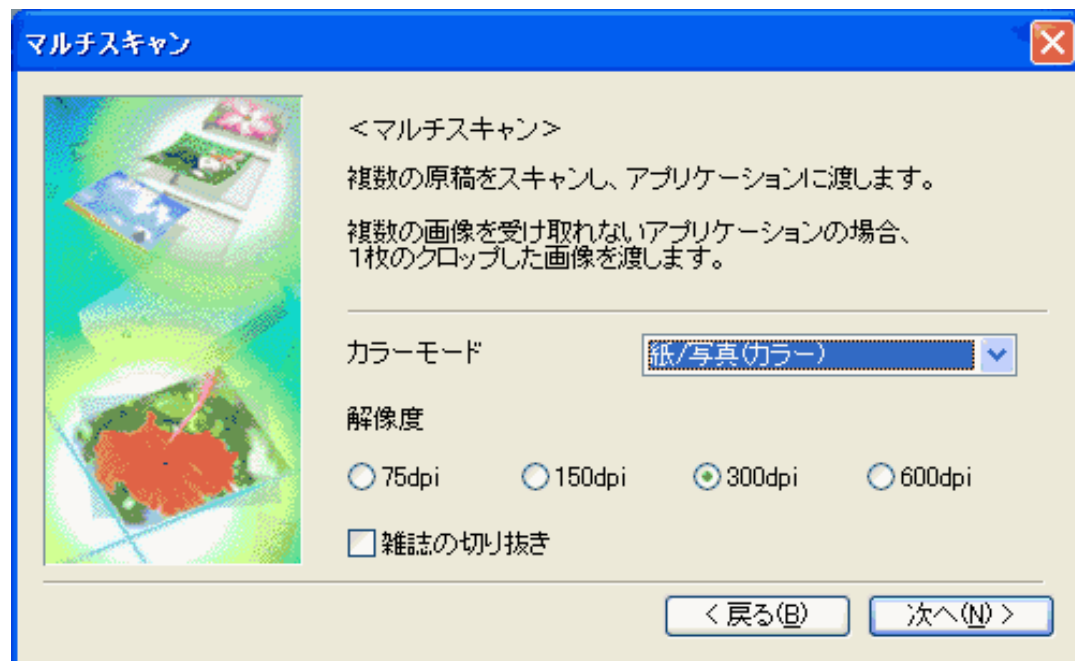 マルチスキャン
＜マルチスキャン＞
複数の原稿をスキャンし、アプリケーションに渡します。
複数の画像を受け取れないアプリケーションの場合、
1枚のクロップした画像を渡します。
カラーモード 紙/写真(カラー)
解像度
75dpi 150dpi 300dpi 600dpi
雑誌の切り抜き
< 戻る(B) 次へ(N) >